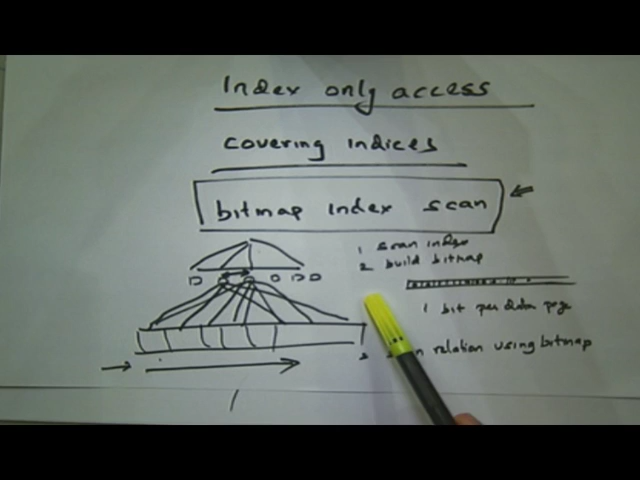 Index only access
covering indices
bitmap index scan
1 scan index
2 build bitmap
1 bit per data page
relation using bitmap